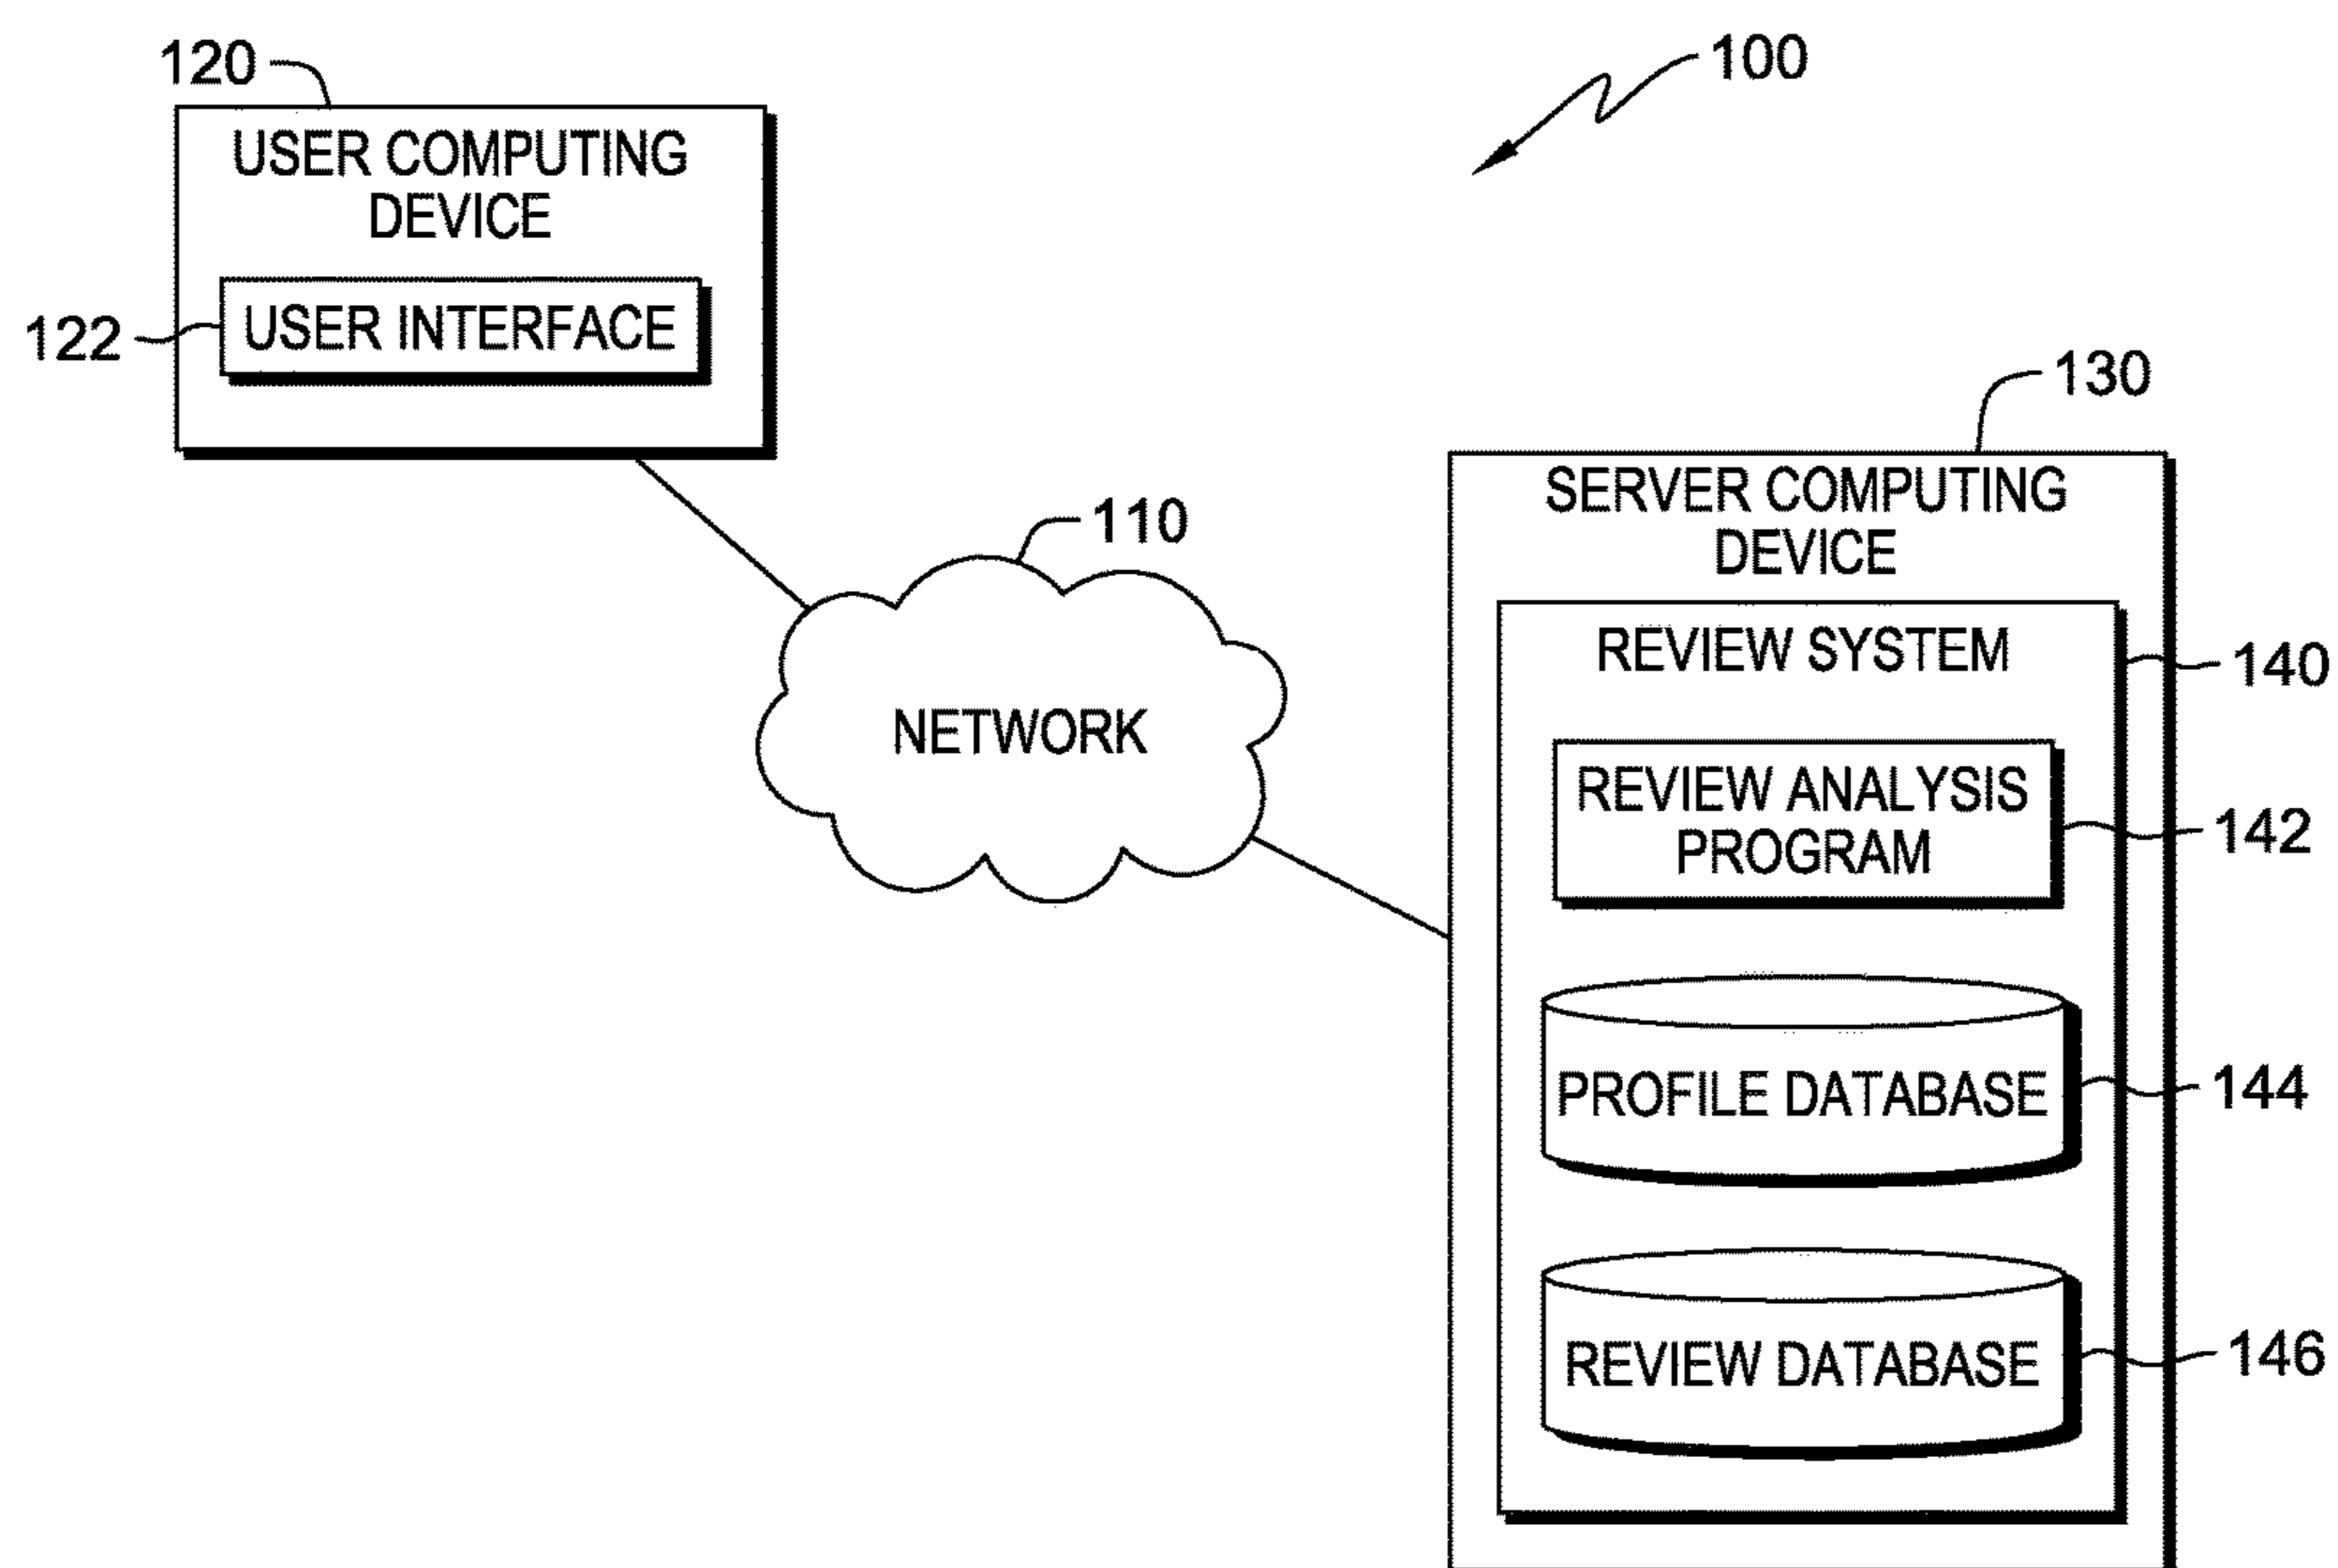 120
100
USER COMPUTING
DEVICE
122
USER INTERFACE
130
SERVER COMPUTING
DEVICE
110
NETWORK
REVIEW SYSTEM
140
REVIEW ANALYSIS
PROGRAM
142
PROFILE DATABASE
144
REVIEW DATABASE
146